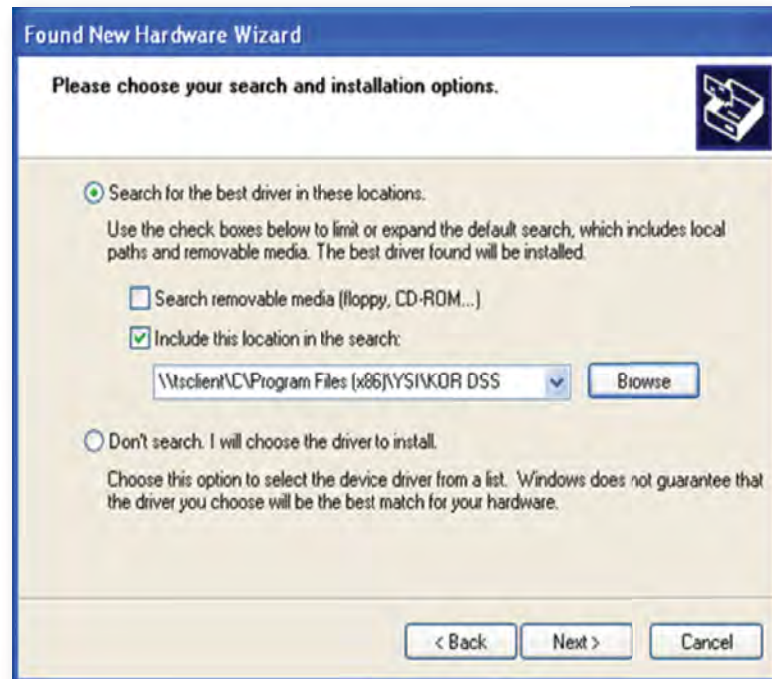 Found New Hardware Wizard
Please choose your search and installation options.
Search for the best driver in these locations.
Use the check boxes below to limit or expand the default search, which includes local
paths and removable media. The best driver found will be installed.
Search removable media (floppy, CD-ROM...)
Include this location in the search:
\\tsclient\C\Program Files (x86)\YSI\KOR DSS
Browse
Don't search. I will choose the driver to install.
Choose this option to select the device driver from a list. Windows does not guarantee that
the driver you choose will be the best match for your hardware.
< Back Next > Cancel